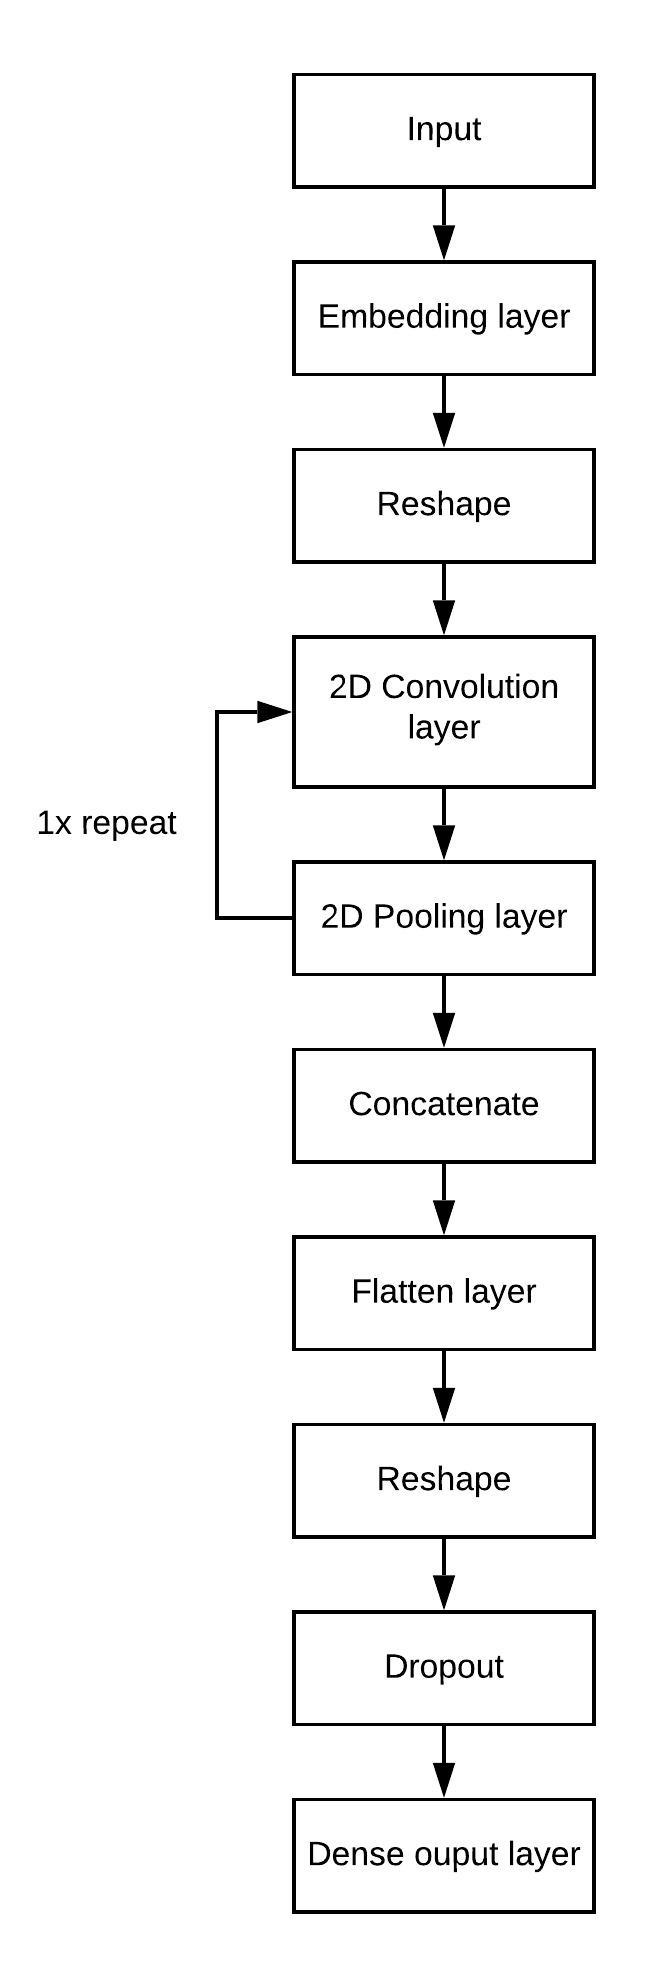 Input
Embedding layer
Reshape
2D Convolution
layer
1x repeat
2D Pooling layer
Concatenate
Flatten layer
Reshape
Dropout
Dense ouput layer